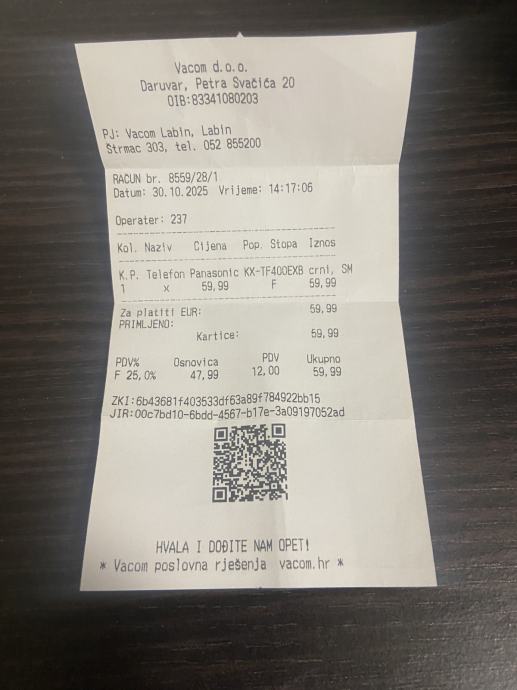 Vacom d.o.o.
Daruvar, Petra Svačića 20
OIB:83341080203
PJ: Vacom Labin, Labin
Štrmac 303, tel. 052 855200
RAČUN br. 8559/28/1
Datum: 30.10.2025 Vrijeme: 14:17:06
Operater: 237
Kol. Naziv Cijena Pop. Stopa Iznos
K.P. Telefon Panasonic KX-TF400EXB crni, SM
1 x 59,99 F 59,99
Za platiti EUR: 59,99
PRIMLJENO:
Kartice: 59,99
PDV% Osnovica PDV Ukupno
F 25,0% 47,99 12,00 59,99
ZKI:6b43681f403533df63a89f784922bb15
JIR:00c7bd10-6bdd-4567-b17e-3a09197052ad
HVALA I DOĐITE NAM OPET!
* Vacom poslovna rješenja vacom.hr *